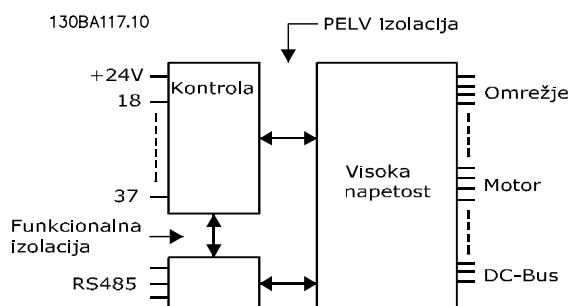 130BA117.10
PELV izolacija
+24V
18
37
Kontrola
Visoka
napetost
Omrežje
Motor
DC-Bus
Funkcionalna
izolacija
RS485